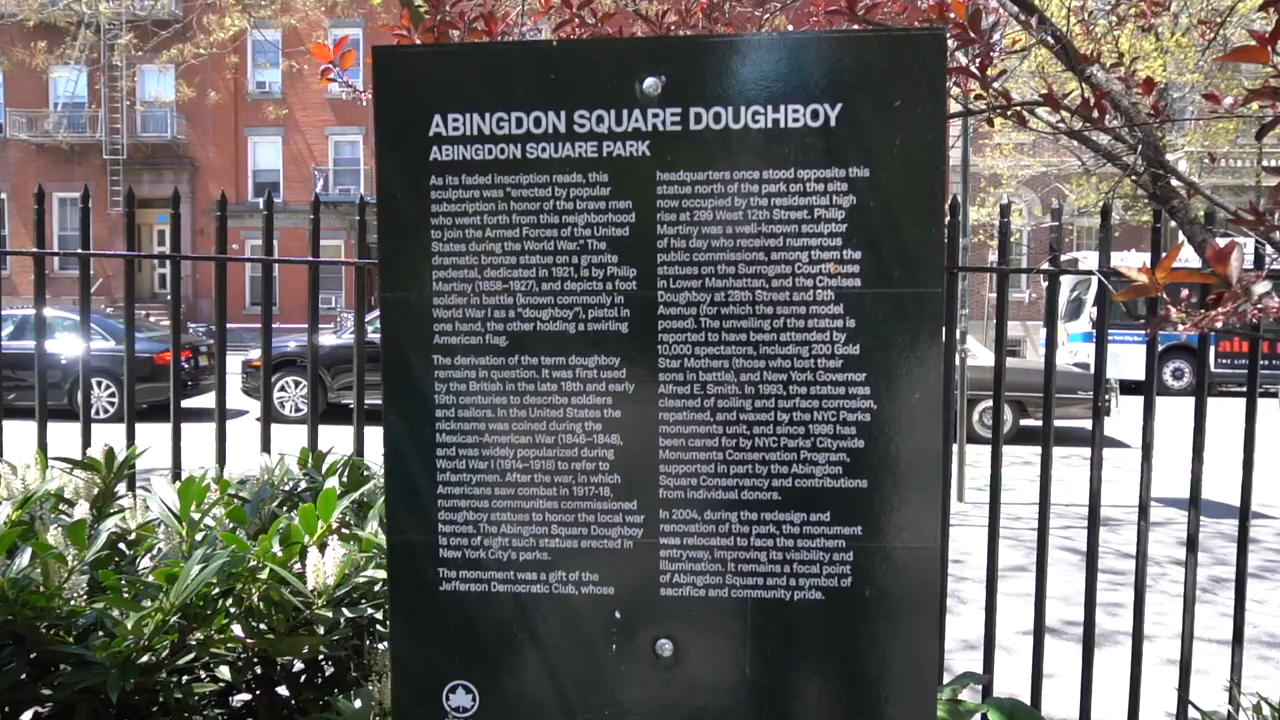 ABINGDON SQUARE DOUGHBOY
ABINGDON SQUARE PARK
As its faded inscription reads, this
sculpture was "erected by popular
subscription in honor of the brave men
who went forth from this neighborhood
to join the Armed Forces of the United
States during the World War." The
dramatic bronze statue on a granite
pedestal, dedicated in 1921, is by Philip
Martiny (1858–1927), and depicts a foot
soldier in battle (known commonly in
World War I as a "doughboy"), pistol in
one hand, the other holding a swirling
American flag.
The derivation of the term doughboy
remains in question. It was first used
by the British in the late 18th and early
19th centuries to describe soldiers
and sailors. In the United States the
nickname was coined during the
Mexican-American War (1846–1848),
and was widely popularized during
World War I (1914–1918) to refer to
infantrymen. After the war, in which
Americans saw combat in 1917-18,
numerous communities commissioned
doughboy statues to honor the local war
heroes. The Abingdon Square Doughboy
is one of eight such statues erected in
New York City's parks.
The monument was a gift of the
Jefferson Democratic Club, whose
headquarters once stood opposite this
statue north of the park on the site
now occupied by the residential high
rise at 299 West 12th Street. Philip
Martiny was a well-known sculptor
of his day who received numerous
public commissions, among them the
statues on the Surrogate Courthouse
in Lower Manhattan, and the Chelsea
Doughboy at 28th Street and 9th
Avenue (for which the same model
posed). The unveiling of the statue is
reported to have been attended by
10,000 spectators, including 200 Gold
Star Mothers (those who lost their
sons in battle), and New York Governor
Alfred E. Smith. In 1993, the statue was
cleaned of soiling and surface corrosion,
repatined, and waxed by the NYC Parks
monuments unit, and since 1996 has
been cared for by NYC Parks' Citywide
Monuments Conservation Program,
supported in part by the Abingdon
Square Conservancy and contributions
from individual donors.
In 2004, during the redesign and
renovation of the park, the monument
was relocated to face the southern
entryway, improving its visibility and
illumination. It remains a focal point
of Abingdon Square and a symbol of
sacrifice and community pride.